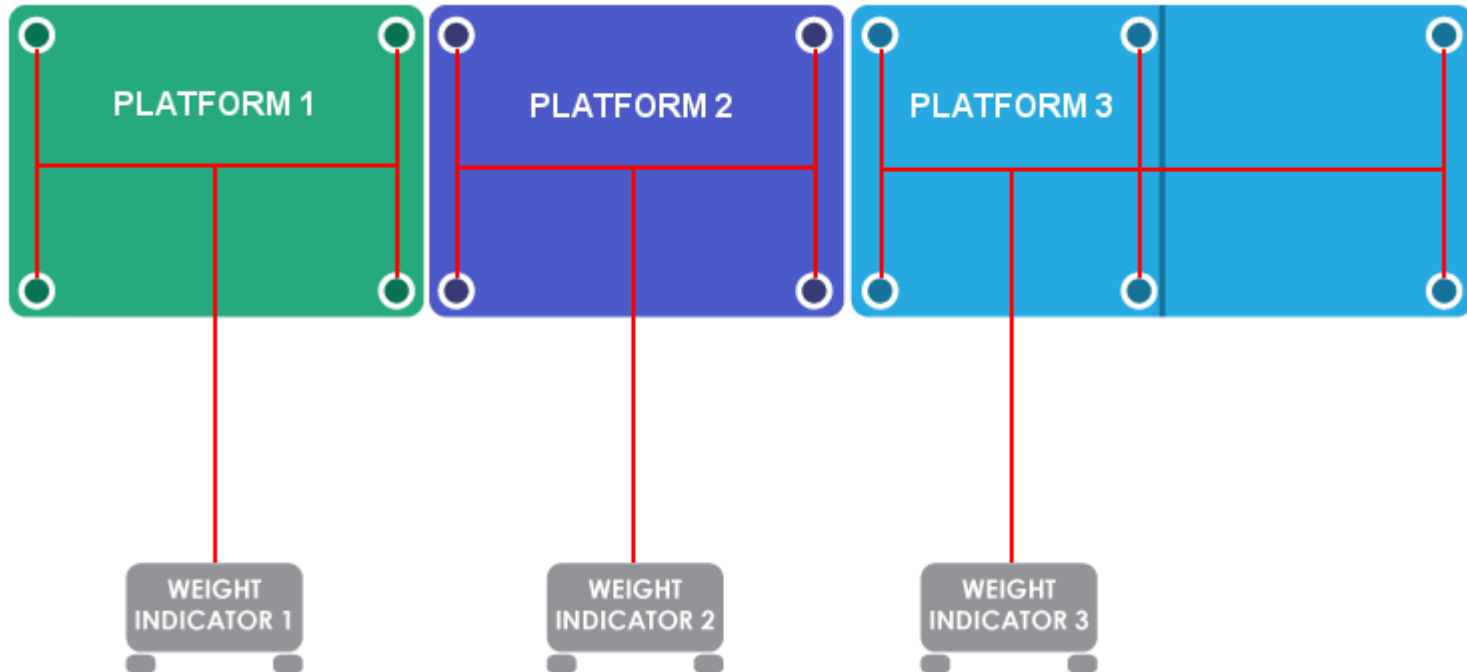 PLATFORM 1
PLATFORM 2
PLATFORM 3
WEIGHT
INDICATOR 1
WEIGHT
INDICATOR 2
WEIGHT
INDICATOR 3